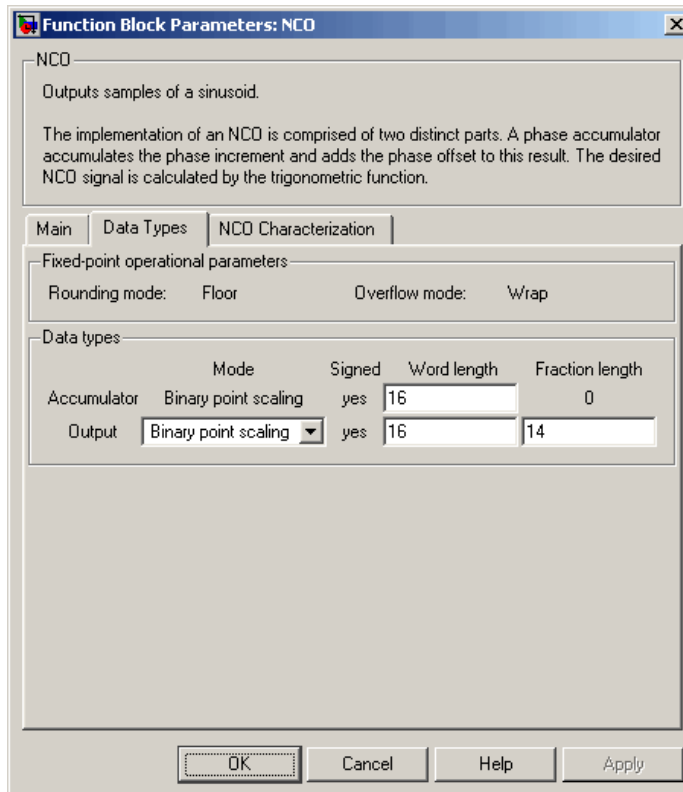 Function Block Parameters: NCO
NCO
Outputs samples of a sinusoid.
The implementation of an NCO is comprised of two distinct parts. A phase accumulator
accumulates the phase increment and adds the phase offset to this result. The desired
NCO signal is calculated by the trigonometric function.
Main Data Types NCO Characterization
Fixed-point operational parameters
Rounding mode: Floor Overflow mode: Wrap
Data types
Mode Signed Word length Fraction length
Accumulator Binary point scaling yes 16 0
Output Binary point scaling yes 16 14
OK Cancel Help Apply